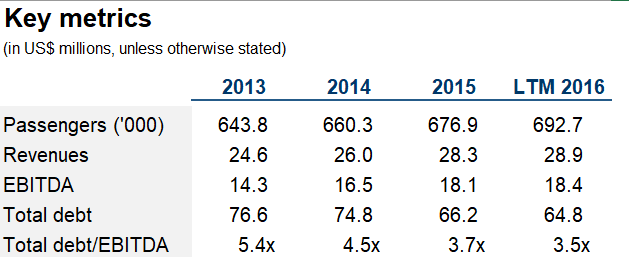 Key metrics
(in US$ millions, unless otherwise stated)
2013 2014 2015 LTM 2016
Passengers ('000) 643.8 660.3 676.9 692.7
Revenues 24.6 26.0 28.3 28.9
EBITDA 14.3 16.5 18.1 18.4
Total debt 76.6 74.8 66.2 64.8
Total debt/EBITDA 5.4x 4.5x 3.7x 3.5x